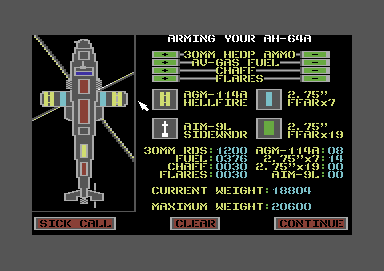 ARMING YOUR AH-64A
30MM HEDP AMMO
AV-GAS FUEL
CHAFF
FLARES
AGM-114A
HELLFIRE
2.75"
FFARx7
AIM-9L
SIDEWNDR
2.75"
FFARx19
30MM RDS:1200 AGM-114A:08
FUEL:0376 2.75"x7:14
CHAFF:0030 2.75"x19:00
FLARES:0030 AIM-9L:00
CURRENT WEIGHT:18804
MAXIMUM WEIGHT:20600
SICK CALL CLEAR CONTINUE